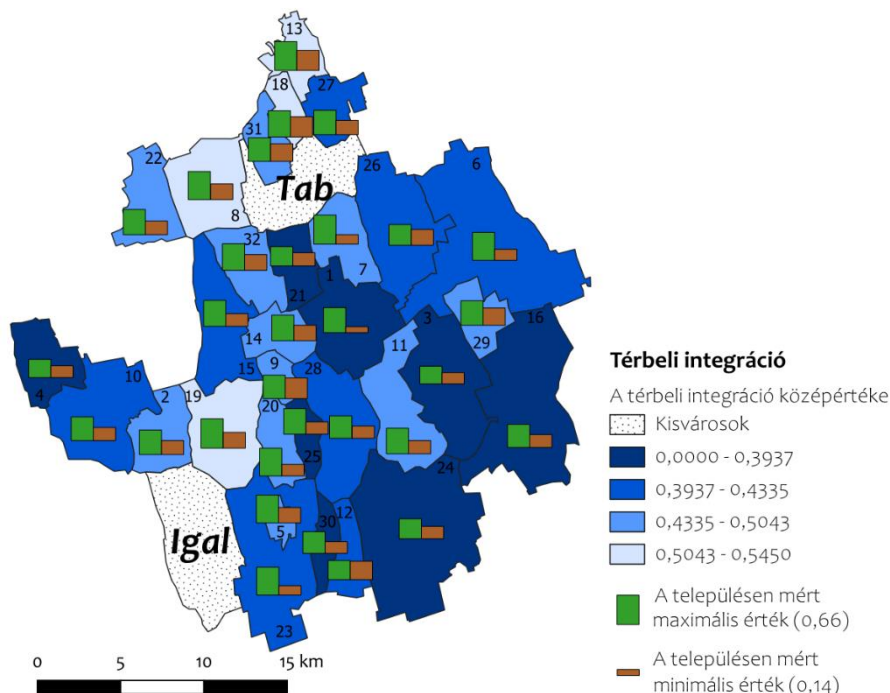 13
18
27
31
22
26
6
Tab
8
32
7
1
21
3
16
14
11
29
9
28
15
10
4
2
19
20
25
24
Igal
5
30
12
23
0 5 10 15 km
Térbeli integráció
A térbeli integráció középértéke
Kisvárosok
0,0000 - 0,3937
0,3937 - 0,4335
0,4335 - 0,5043
0,5043 - 0,5450
A településen mért
maximális érték (0,66)
A településen mért
minimális érték (0,14)